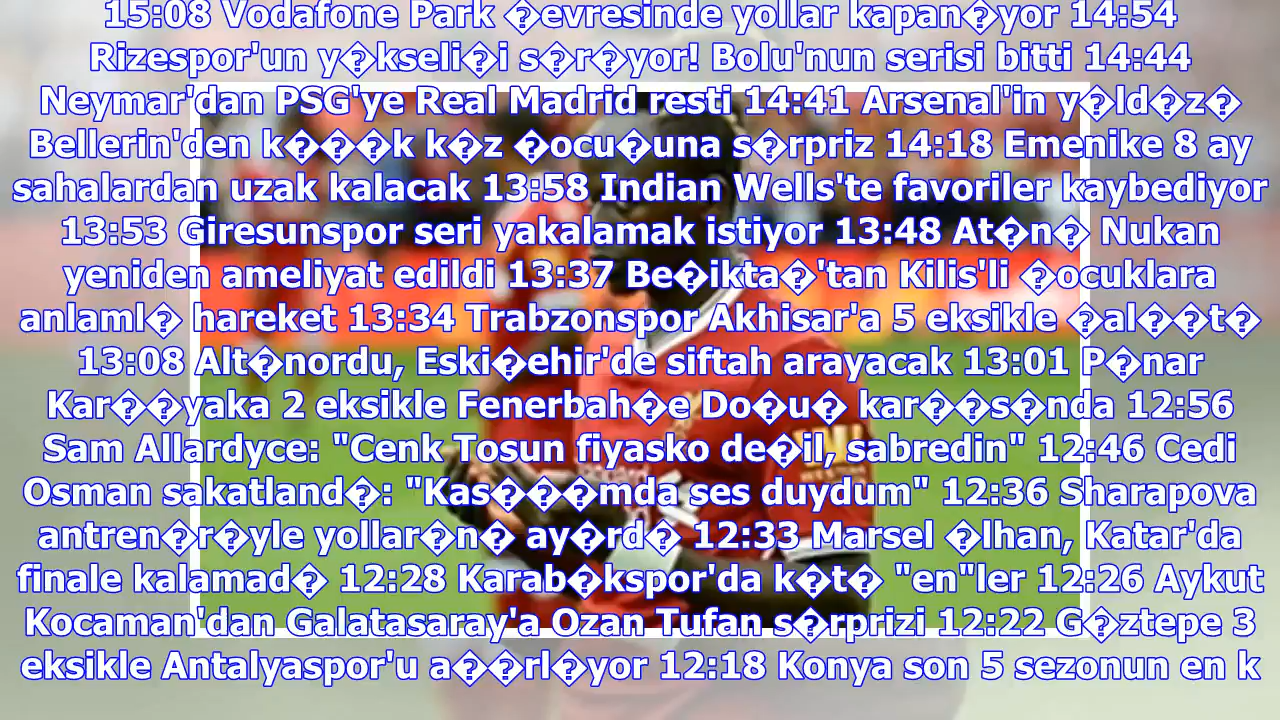 15:08 Vodafone Park �evresinde yollar kapan�yor 14:54
Rizespor'un y�kseli�i s�r�yor! Bolu'nun serisi bitti 14:44
Neymar'dan PSG'ye Real Madrid resti 14:41 Arsenal'in y�ld�z�
Bellerin'den k���k k�z �ocu�una s�rpriz 14:18 Emenike 8 ay
sahalardan uzak kalacak 13:58 Indian Wells'te favoriler kaybediyor
13:53 Giresunspor seri yakalamak istiyor 13:48 At�n� Nukan
yeniden ameliyat edildi 13:37 Be�ikta�'tan Kilis'li �ocuklara
anlaml� hareket 13:34 Trabzonspor Akhisar'a 5 eksikle �al��t�
13:08 Alt�nordu, Eski�ehir'de siftah arayacak 13:01 P�nar
Kar��yaka 2 eksikle Fenerbah�e Do�u� kar��s�nda 12:56
Sam Allardyce: "Cenk Tosun fiyasko de�il, sabredin" 12:46 Cedi
Osman sakatland�: "Kas���mda ses duydum" 12:36 Sharapova
antren�r�yle yollar�n� ay�rd� 12:33 Marsel �lhan, Katar'da
finale kalamad� 12:28 Karab�kspor'da k�t� "en"ler 12:26 Aykut
Kocaman'dan Galatasaray'a Ozan Tufan s�rprizi 12:22 G�ztepe 3
eksikle Antalyaspor'u a��rl�yor 12:18 Konya son 5 sezonun en k